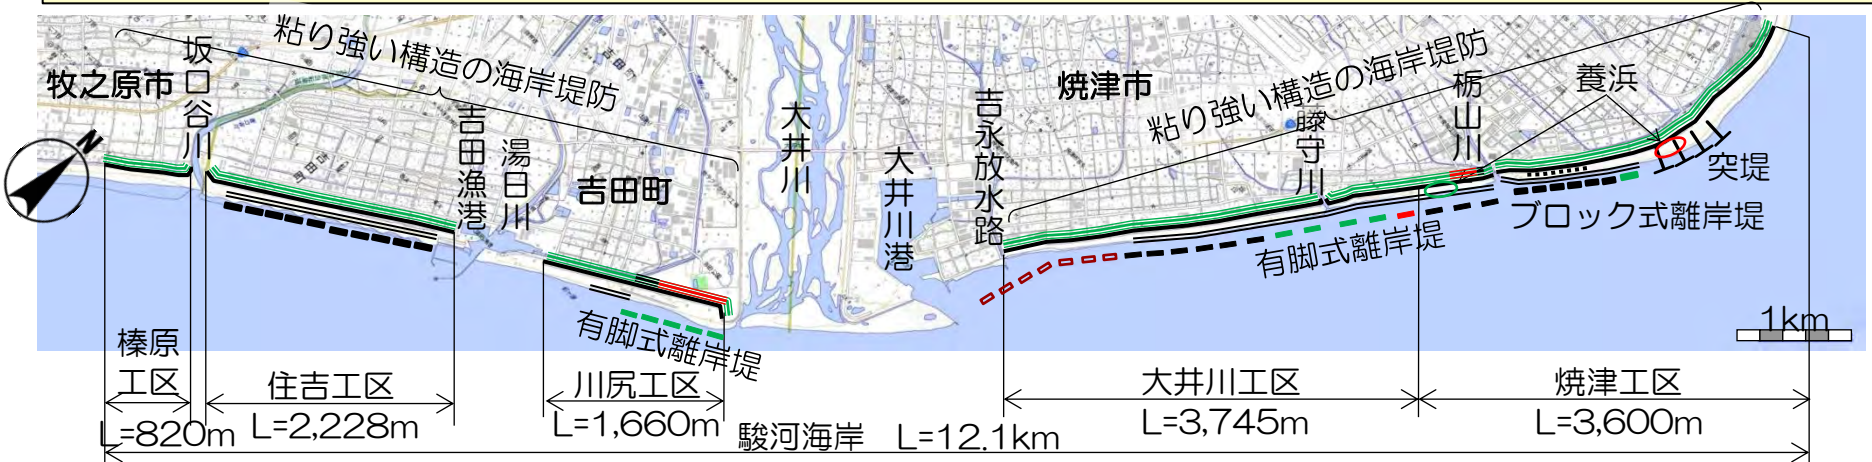 粘り強い構造の海岸堤防
牧之原市
坂口谷川
吉田漁港
湯日川
吉田町
大井川
大井川港
吉永放水路
焼津市
粘り強い構造の海岸堤防
藤守川
栃山川
養浜
突堤
ブロック式離岸堤
有脚式離岸堤
有脚式離岸堤
N
1km
榛原
工区
L=820m
住吉工区
L=2,228m
川尻工区
L=1,660m
大井川工区
L=3,745m
焼津工区
L=3,600m
駿河海岸 L=12.1km